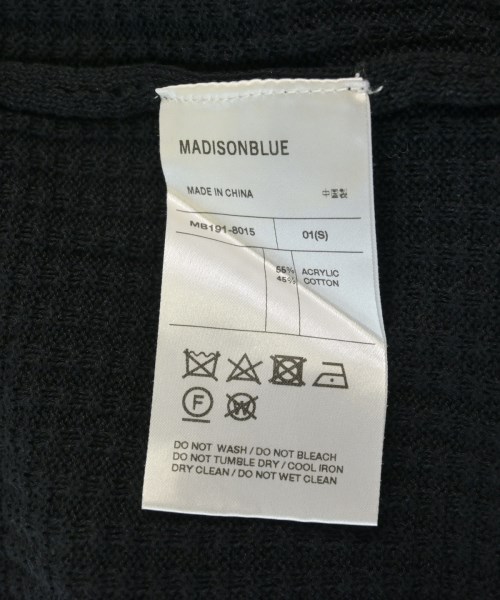 MADISONBLUE
MADE IN CHINA 中国製
MB191-8015 01(S)
55% ACRYLIC
45% COTTON
F
W
DO NOT WASH / DO NOT BLEACH
DO NOT TUMBLE DRY / COOL IRON
DRY CLEAN / DO NOT WET CLEAN